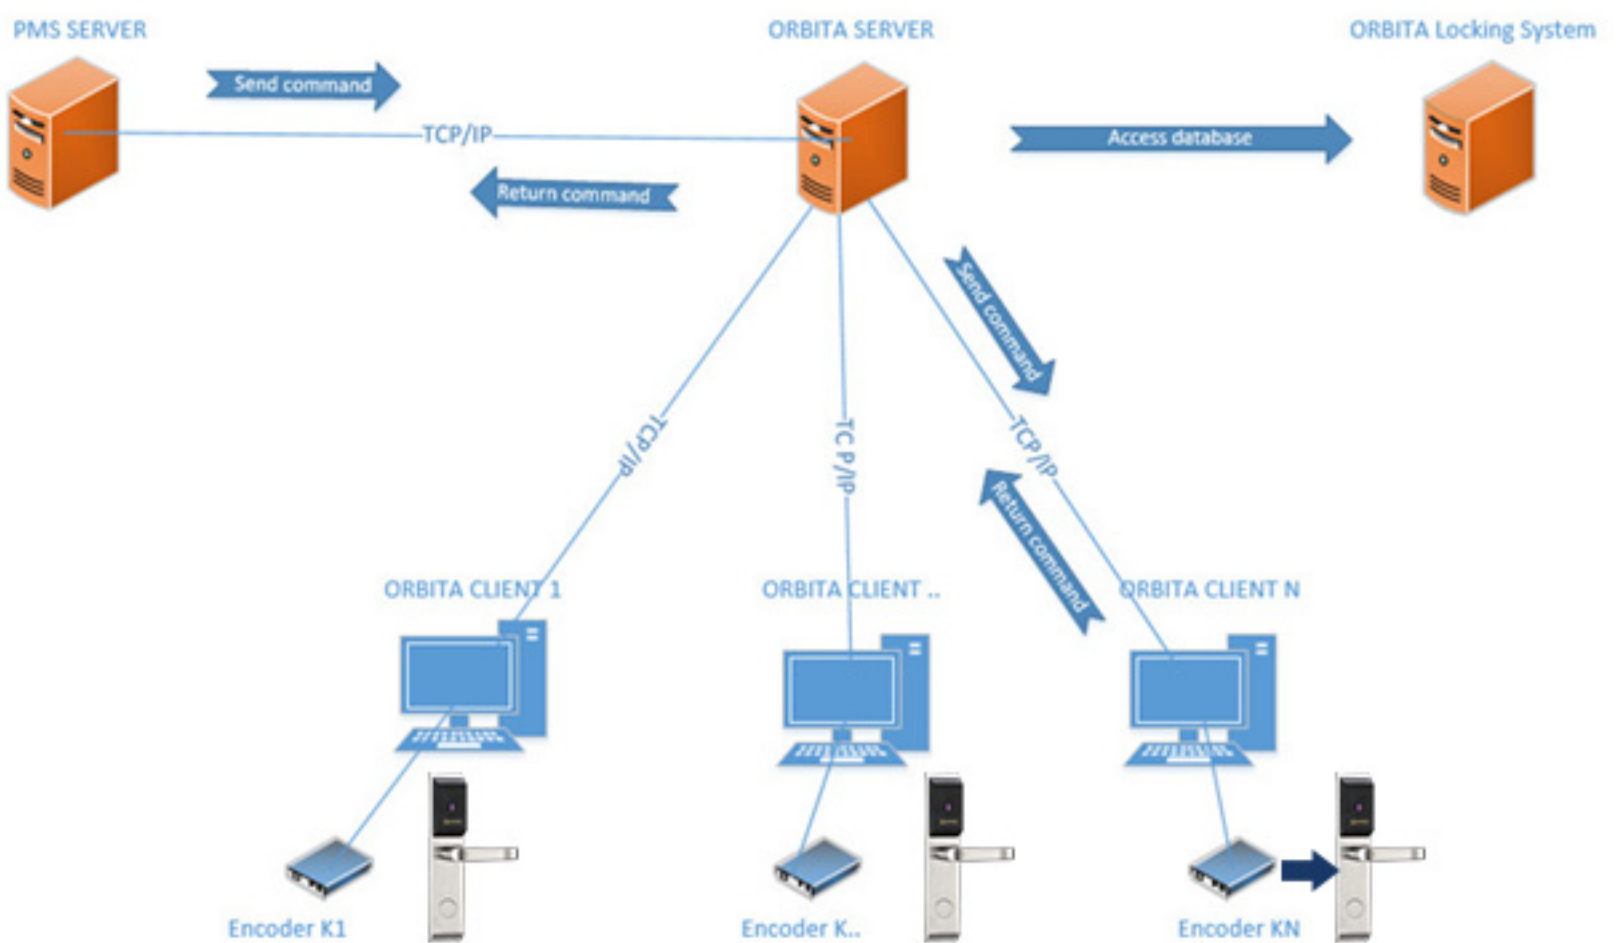 PMS SERVER
ORBITA SERVER
ORBITA Locking System
Send command
TCP/IP
Access database
Return command
Send command
TCP/IP
TC P/IP
TCP/IP
Return command
ORBITA CLIENT 1
ORBITA CLIENT ..
ORBITA CLIENT N
Encoder K1
Encoder K..
Encoder KN